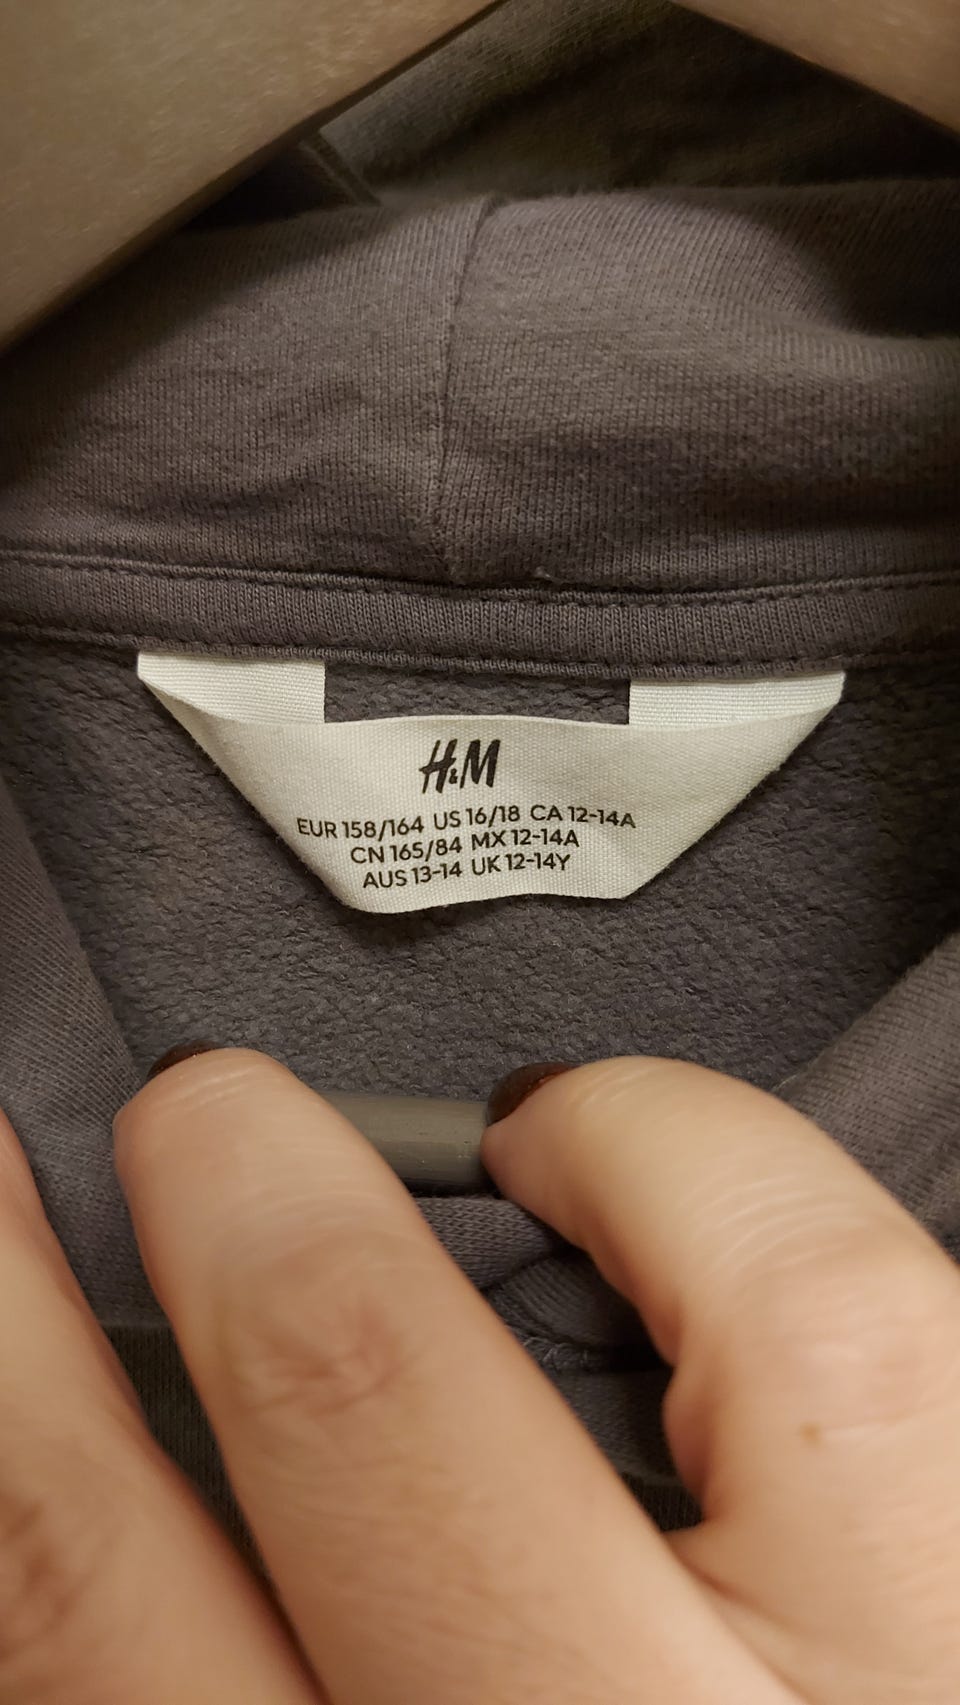 H&M
EUR 158/164 US 16/18 CA 12-14A
CN 165/84 MX 12-14A
AUS 13-14 UK 12-14Y